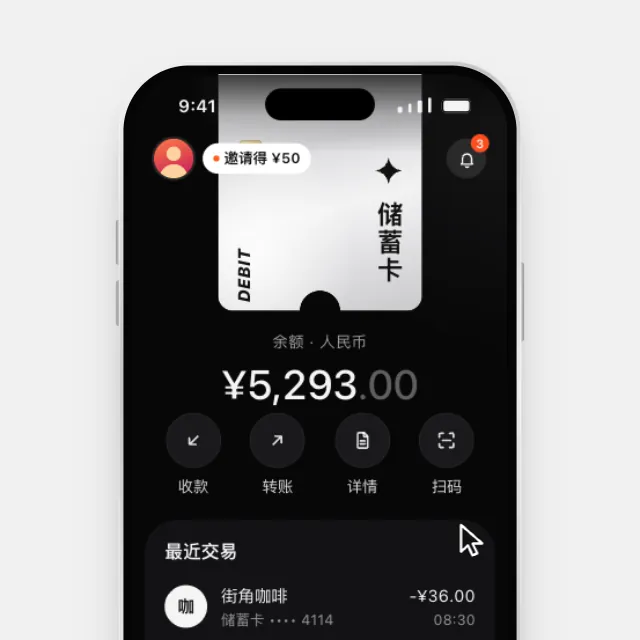 9:41
邀请得 ¥50
3
储蓄卡
DEBIT
余额 · 人民币
¥5,293.00
收款
转账
详情
扫码
最近交易
咖
街角咖啡
-¥36.00
储蓄卡 •••• 4114
08:30